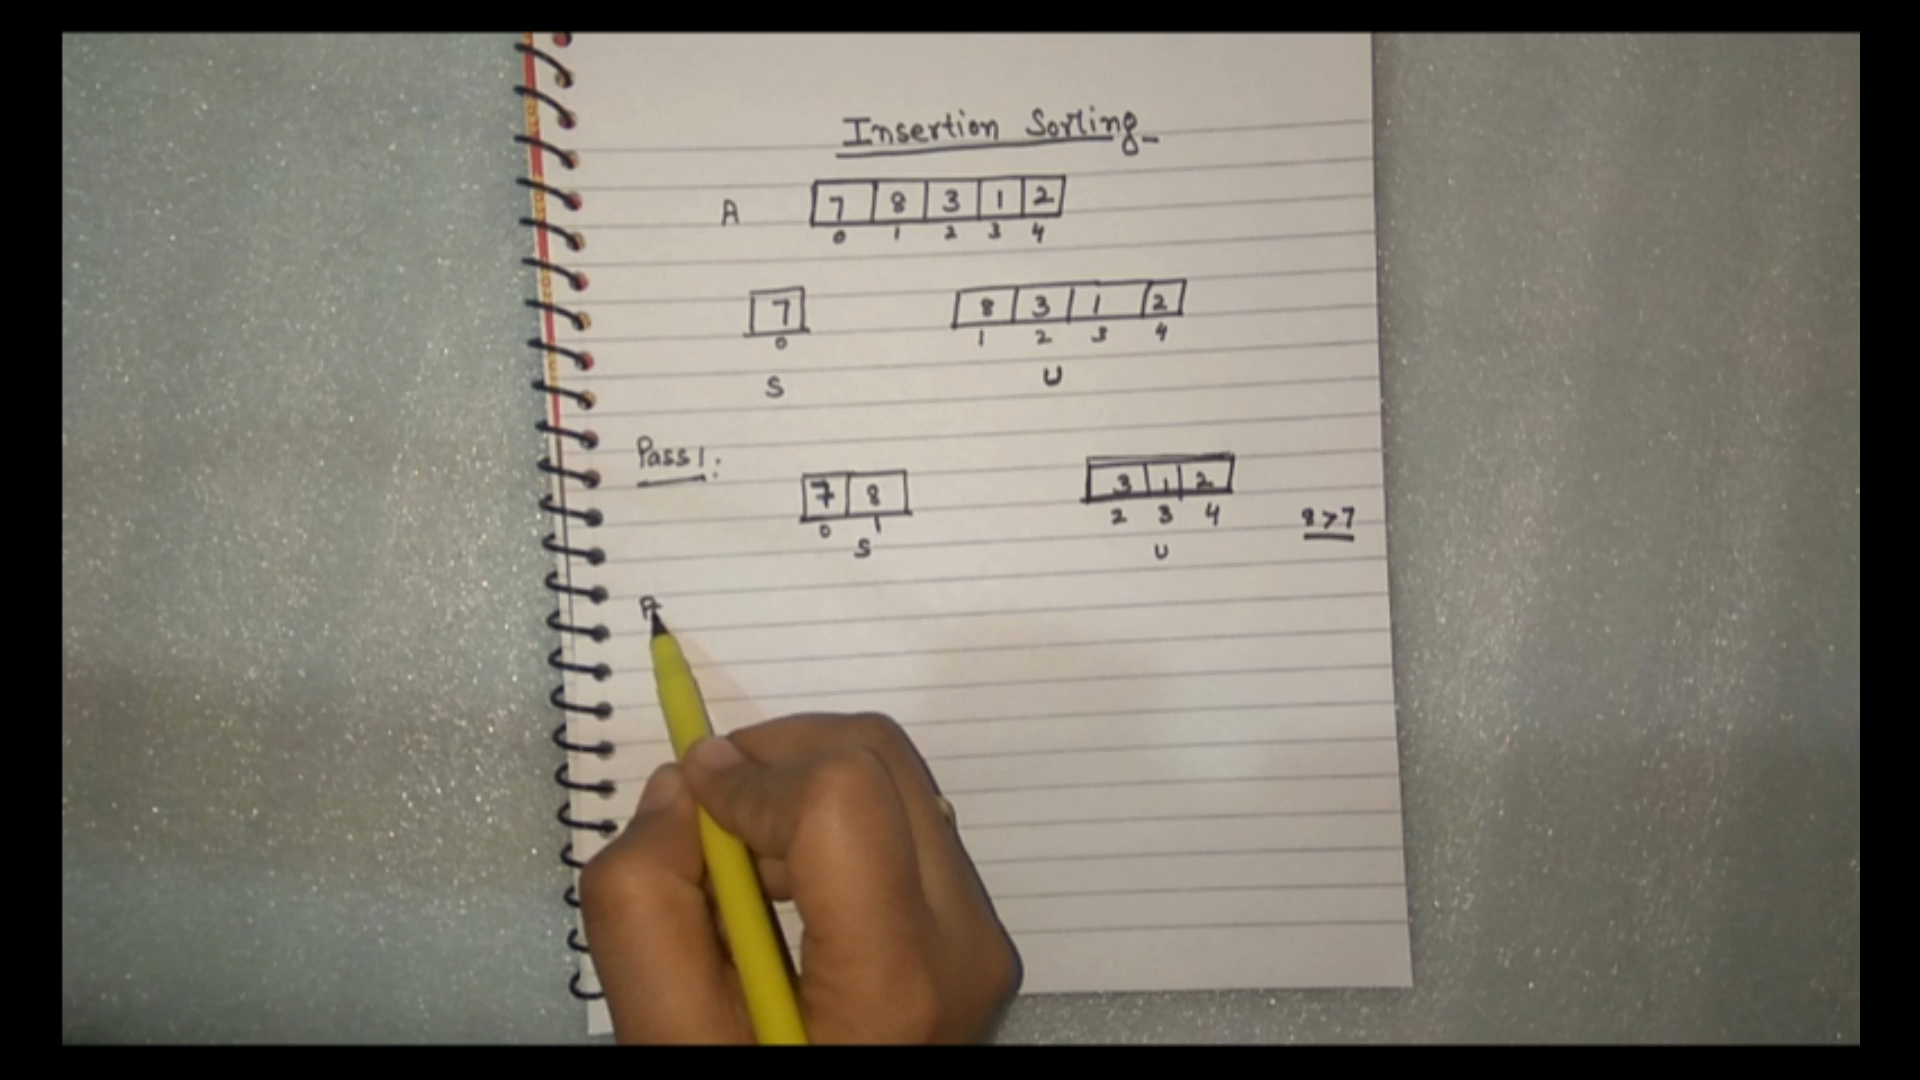 Insertion Sorting
A 7 8 3 1 2
0 1 2 3 4
7 8 3 1 2
0 1 2 3 4
S U
Pass 1:
7 8 3 1 2
0 1 2 3 4 8>7
S U
P